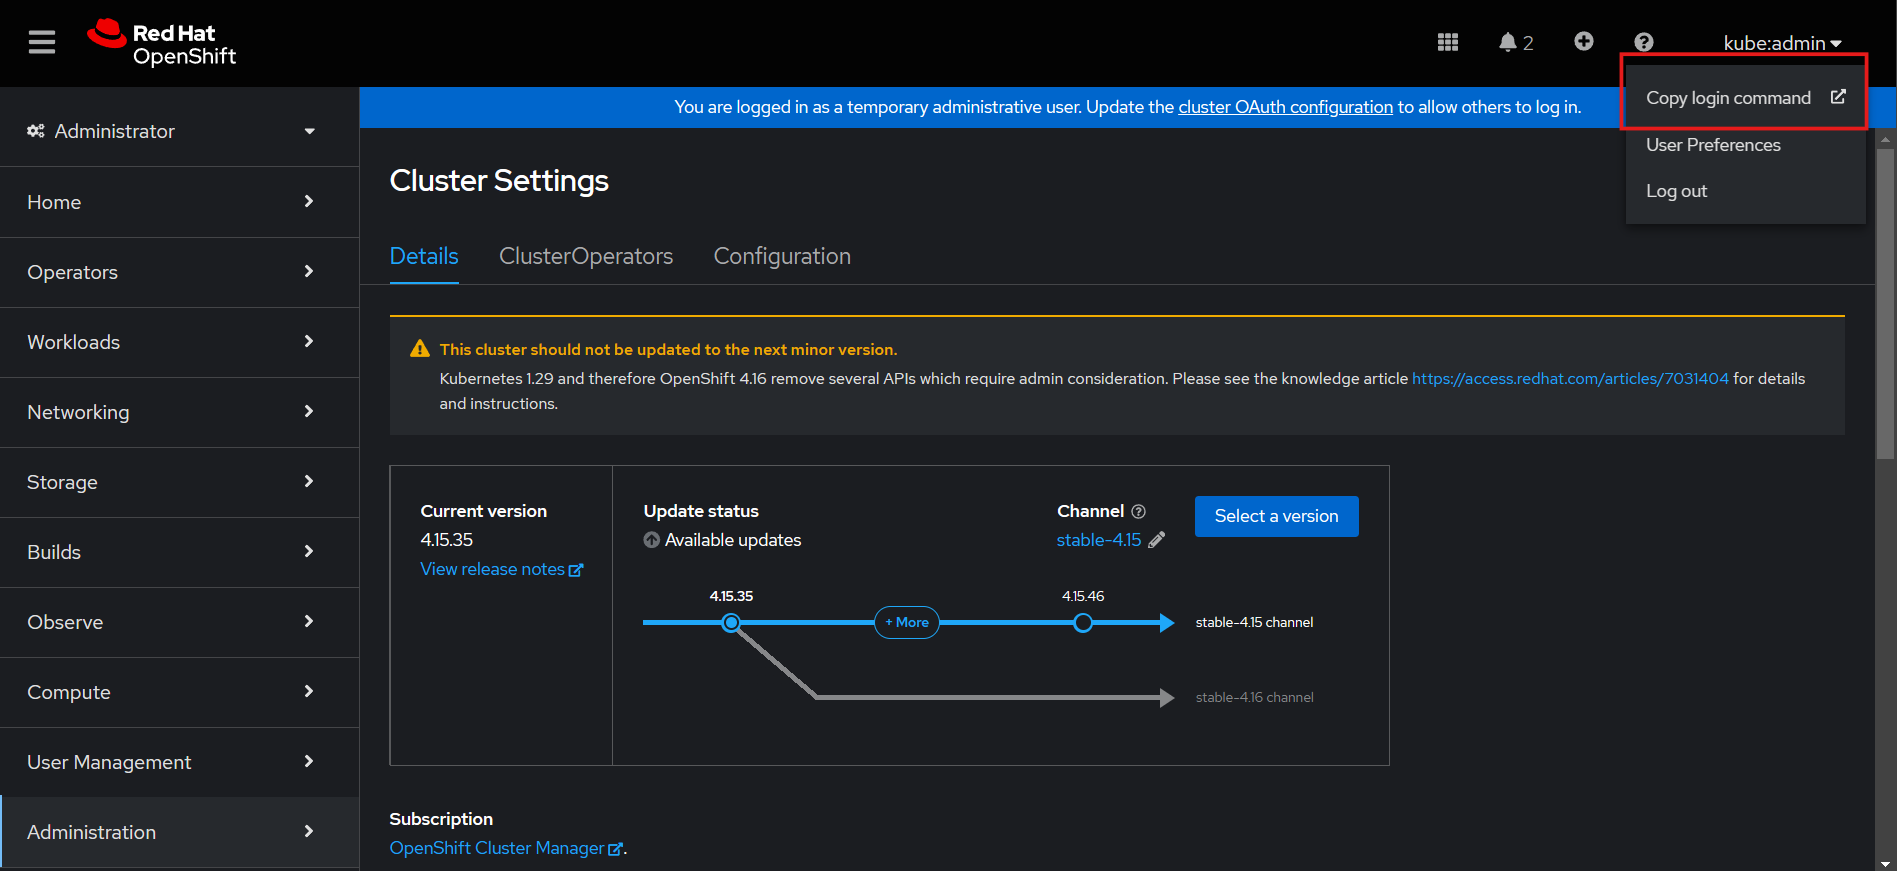 Red Hat
OpenShift
2
kube:admin
Copy login command
User Preferences
Log out
You are logged in as a temporary administrative user. Update the cluster OAuth configuration to allow others to log in.
Administrator
Home
Operators
Workloads
Networking
Storage
Builds
Observe
Compute
User Management
Administration
Cluster Settings
Details
ClusterOperators
Configuration
This cluster should not be updated to the next minor version.
Kubernetes 1.29 and therefore OpenShift 4.16 remove several APIs which require admin consideration. Please see the knowledge article https://access.redhat.com/articles/7031404 for details
and instructions.
Current version
4.15.35
View release notes
Update status
Available updates
Channel
stable-4.15
Select a version
4.15.35
+ More
4.15.46
stable-4.15 channel
stable-4.16 channel
Subscription
OpenShift Cluster Manager.